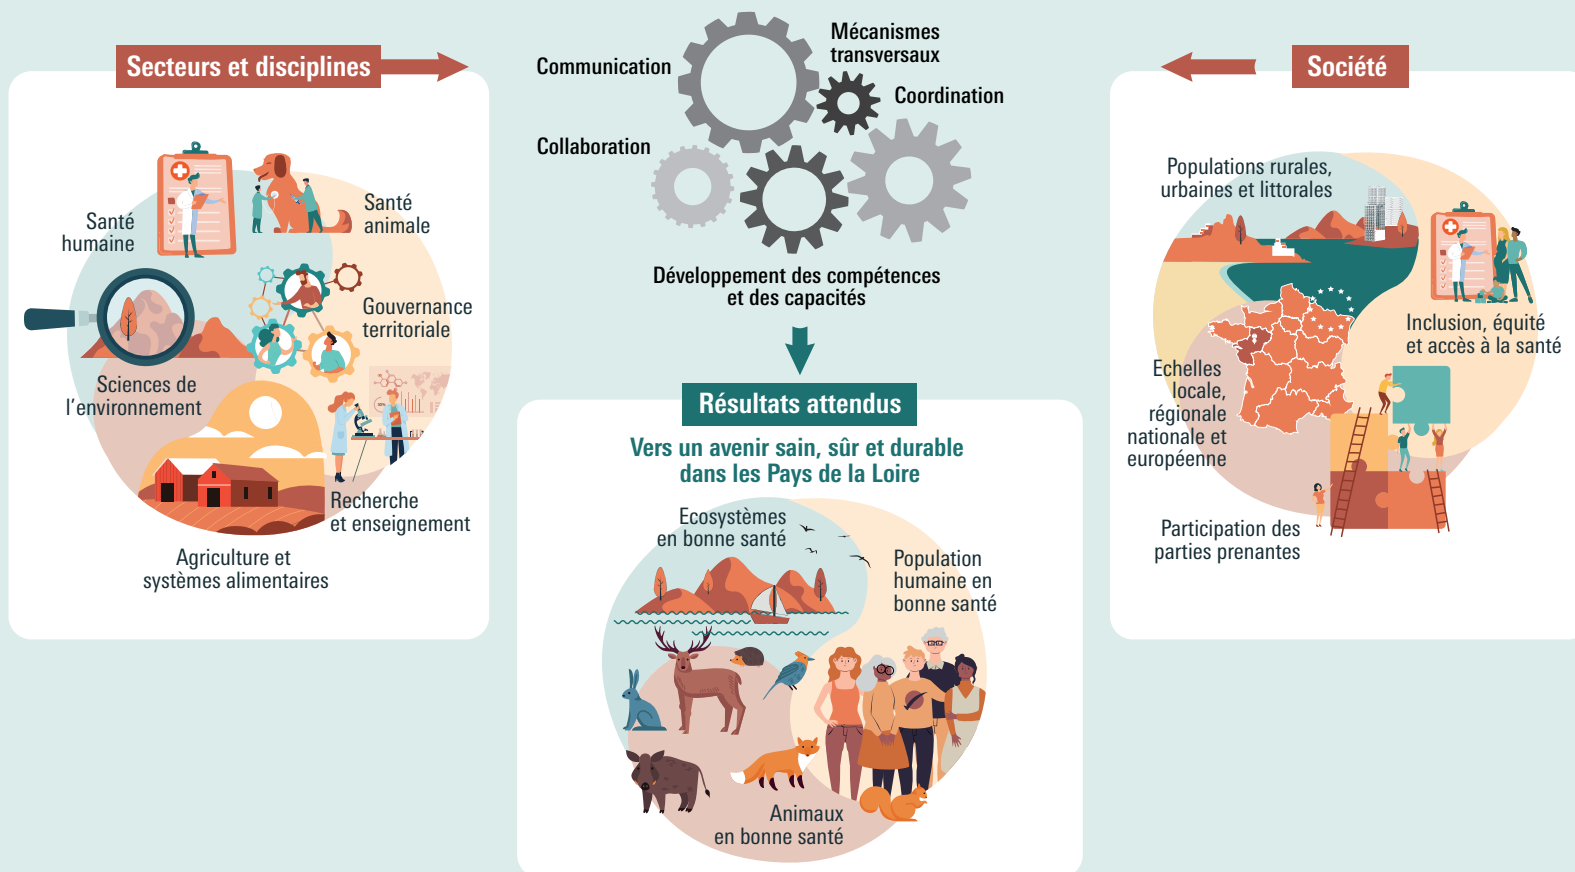 Secteurs et disciplines
Santé
humaine
Santé
animale
Gouvernance
territoriale
Sciences de
l'environnement
Recherche
et enseignement
Agriculture et
systèmes alimentaires
Communication
Mécanismes
transversaux
Coordination
Collaboration
Développement des compétences
et des capacités
Résultats attendus
Vers un avenir sain, sûr et durable
dans les Pays de la Loire
Ecosystèmes
en bonne santé
Population
humaine en
bonne santé
Animaux
en bonne santé
Société
Populations rurales,
urbaines et littorales
Inclusion, équité
et accès à la santé
Echelles
locale,
régionale
nationale et
européenne
Participation des
parties prenantes